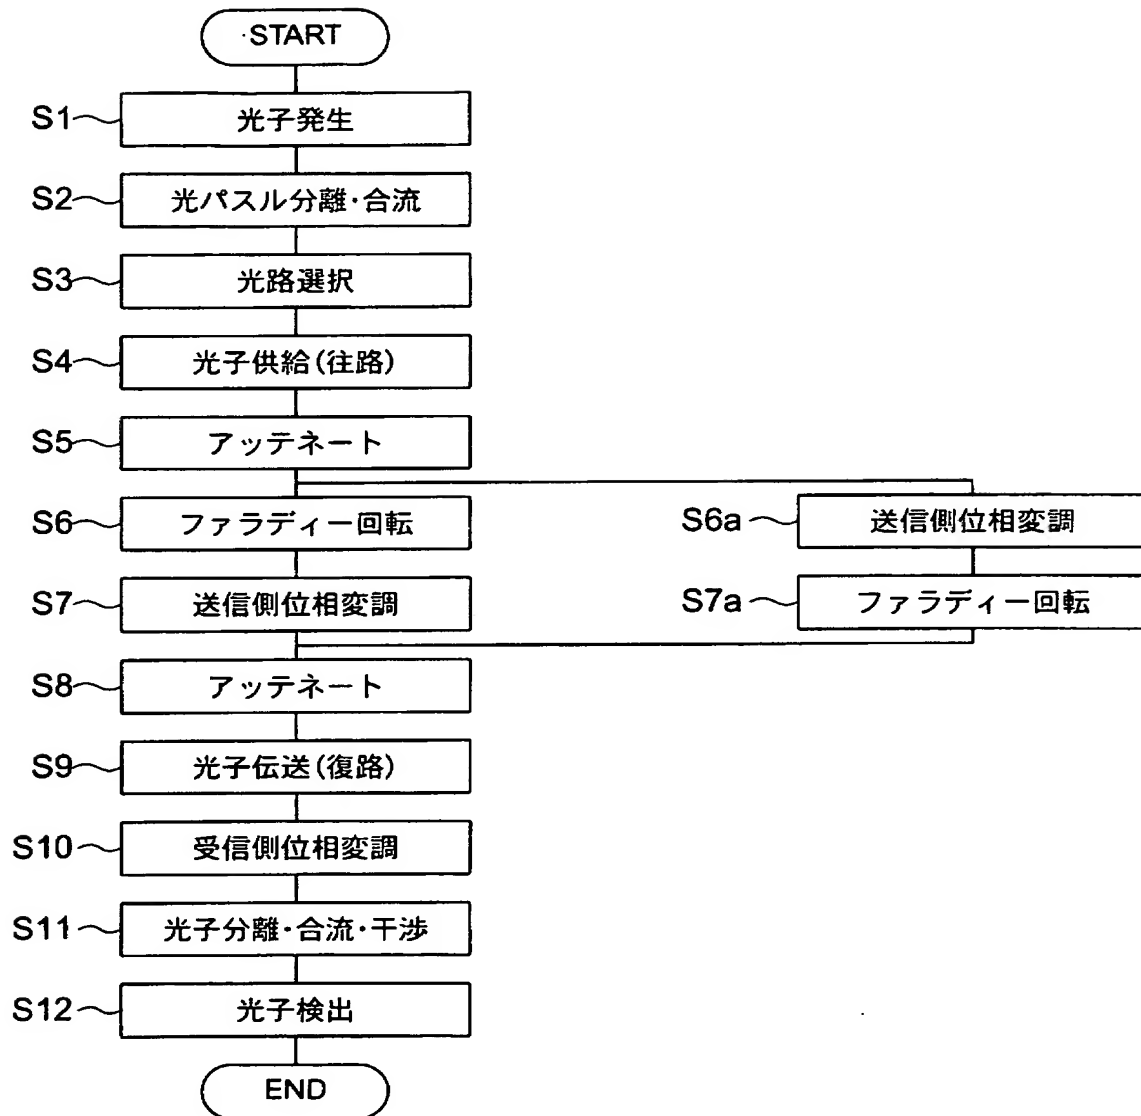 START
S1 光子発生
S2 光パスル分離・合流
S3 光路選択
S4 光子供給(往路)
S5 アッテネート
S6 ファラディー回転
S6a 送信側位相変調
S7 送信側位相変調
S7a ファラディー回転
S8 アッテネート
S9 光子伝送(復路)
S10 受信側位相変調
S11 光子分離・合流・干渉
S12 光子検出
END